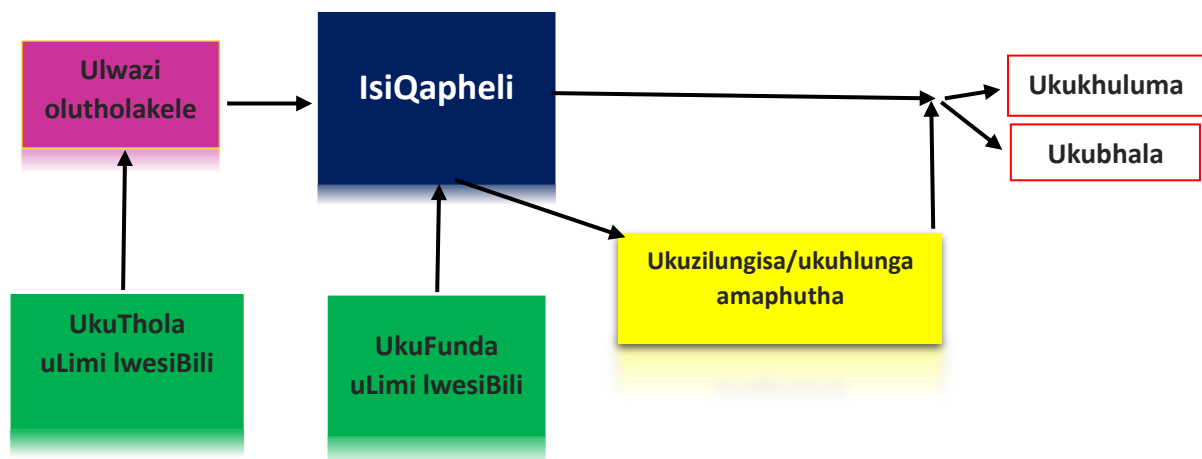 Ulwazi
olutholakele
IsiQapheli
Ukukhuluma
Ukubhala
Ukuzilungisa/ukuhlunga
amaphutha
UkuThola
uLimi lwesiBili
UkuFunda
uLimi lwesiBili